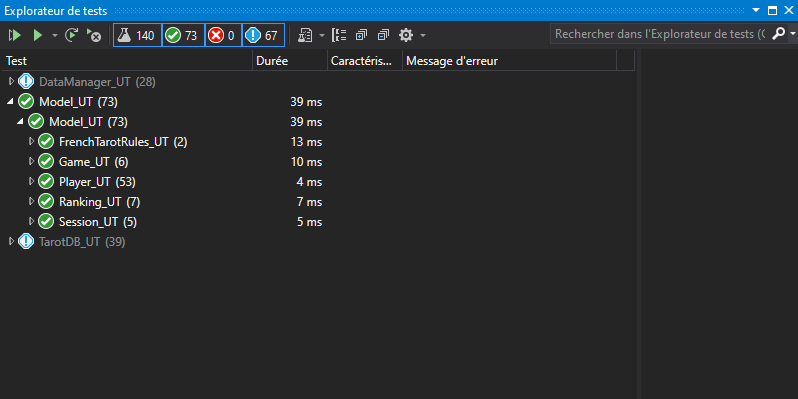 Explorateur de tests
140 73 0 67 Rechercher dans l'Explorateur de tests (C
Test Durée Caractéris... Message d'erreur
DataManager_UT (28)
Model_UT (73) 39 ms
Model_UT (73) 39 ms
FrenchTarotRules_UT (2) 13 ms
Game_UT (6) 10 ms
Player_UT (53) 4 ms
Ranking_UT (7) 7 ms
Session_UT (5) 5 ms
TarotDB_UT (39)